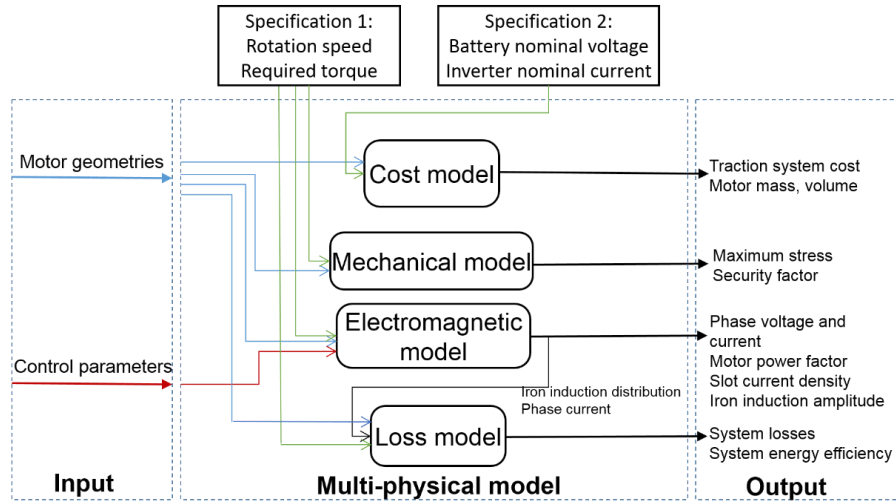 Specification 1:
Rotation speed
Required torque
Specification 2:
Battery nominal voltage
Inverter nominal current
Motor geometries
Cost model
Traction system cost
Motor mass, volume
Mechanical model
Maximum stress
Security factor
Electromagnetic
model
Phase voltage and
current
Motor power factor
Slot current density
Iron induction amplitude
Control parameters
Iron induction distribution
Phase current
Loss model
System losses
System energy efficiency
Input
Multi-physical model
Output